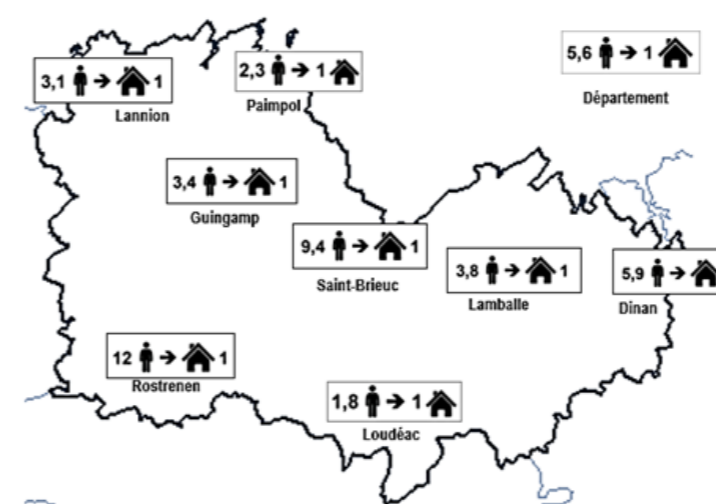 5,6 → 1
Département
3,1 → 1
Lannion
2,3 → 1
Paimpol
3,4 → 1
Guingamp
9,4 → 1
Saint-Brieuc
3,8 → 1
Lamballe
5,9 →
Dinan
12 → 1
Rostrenen
1,8 → 1
Loudéac